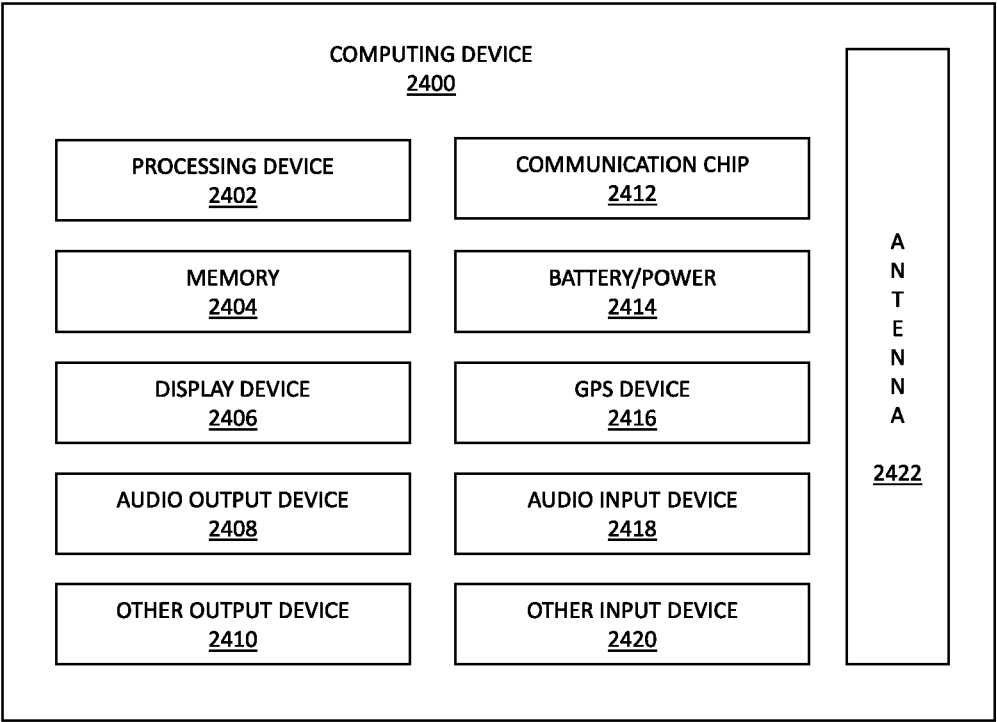 COMPUTING DEVICE
2400
PROCESSING DEVICE
2402
MEMORY
2404
DISPLAY DEVICE
2406
AUDIO OUTPUT DEVICE
2408
OTHER OUTPUT DEVICE
2410
COMMUNICATION CHIP
2412
BATTERY/POWER
2414
GPS DEVICE
2416
AUDIO INPUT DEVICE
2418
OTHER INPUT DEVICE
2420
A
N
T
E
N
N
A
2422